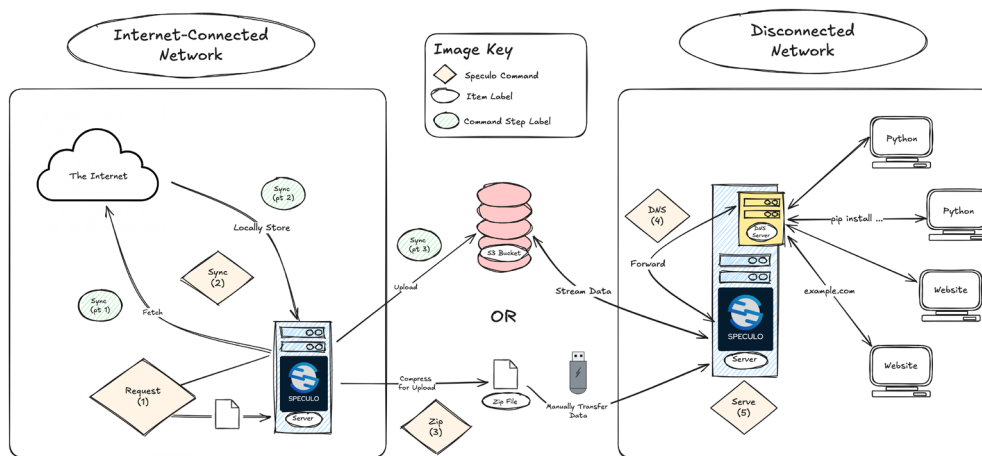 Internet-Connected
Network
Disconnected
Network
Image Key
Speculo Command
Item Label
Command Step Label
The Internet
Sync
(pt 2)
Locally Store
Sync
(2)
Sync
(pt 1)
Fetch
Request
(1)
SPECULO
Server
Sync
(pt 3)
Upload
S3 Bucket
Stream Data
OR
Compress
for Upload
Zip File
Manually Transfer
Data
Zip
(3)
DNS
(4)
Forward
DNS
Server
SPECULO
Server
Serve
(5)
pip install ...
example.com
Python
Python
Website
Website